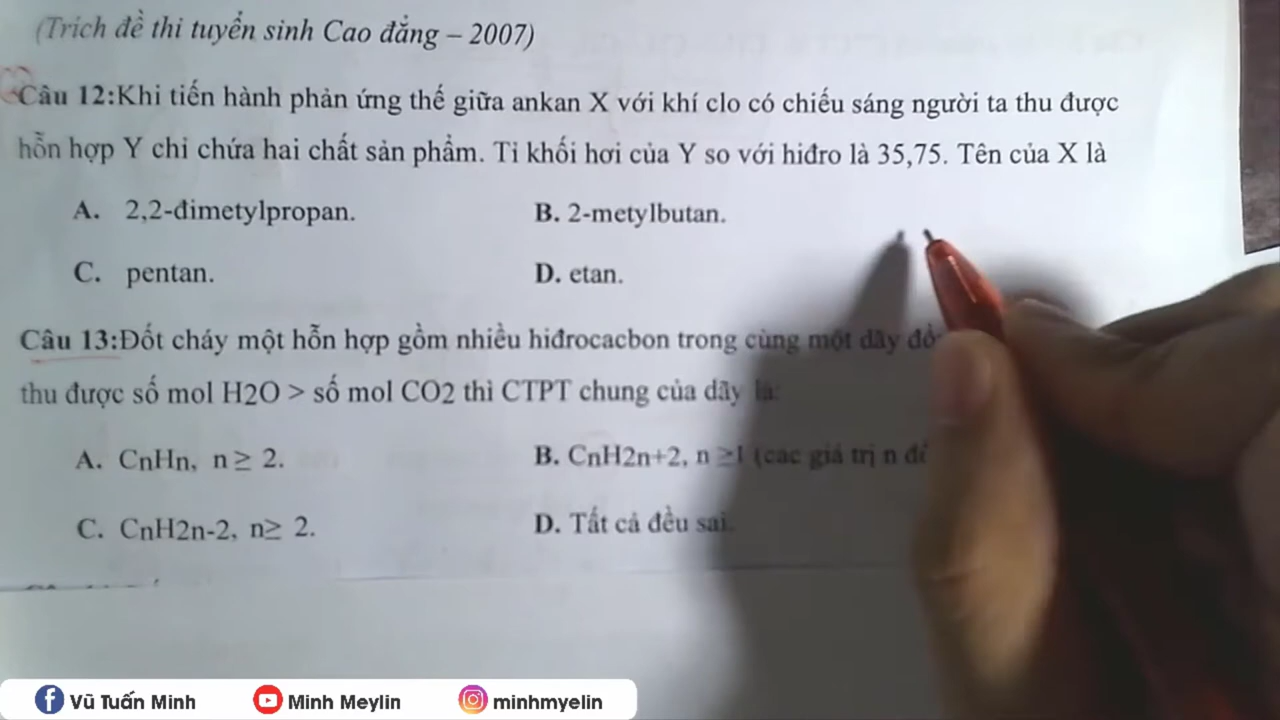 (Trích đề thi tuyển sinh Cao đẳng – 2007)
Câu 12:Khi tiến hành phản ứng thế giữa ankan X với khí clo có chiếu sáng người ta thu được
hỗn hợp Y chỉ chứa hai chất sản phẩm. Tỉ khối hơi của Y so với hiđro là 35,75. Tên của X là
A. 2,2-đimetylpropan.
B. 2-metylbutan.
C. pentan.
D. etan.
Câu 13:Đốt cháy một hỗn hợp gồm nhiều hiđrocacbon trong cùng một dãy
thu được số mol H2O > số mol CO2 thì CTPT chung của dãy là:
A. CnHn, n ≥ 2.
B. CnH2n+2, n ≥1 (các giá trị n
C. CnH2n-2, n≥ 2.
D. Tất cả đều sai.
Vũ Tuấn Minh
Minh Meylin
minhmyelin